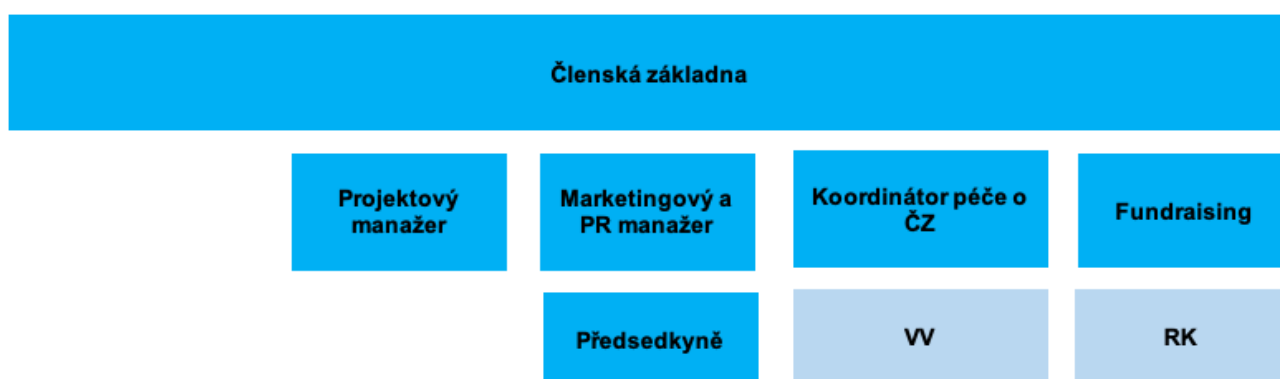 Členská základna
Projektový
manažer
Marketingový a
PR manažer
Koordinátor péče o
ČZ
Fundraising
Předsedkyně
VV
RK